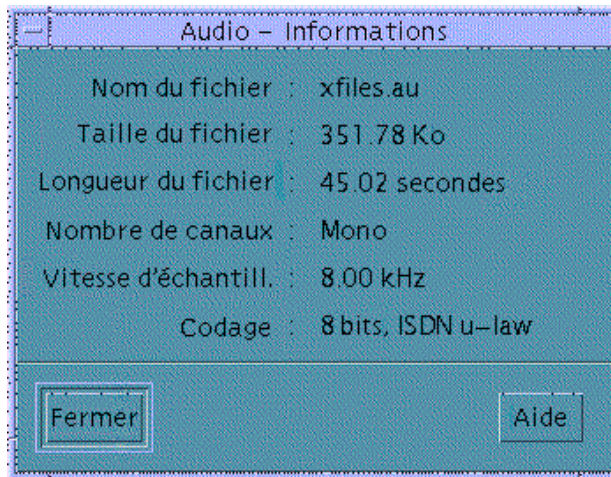 Audio – Informations
Nom du fichier : xfiles.au
Taille du fichier : 351.78 Ko
Longueur du fichier : 45.02 secondes
Nombre de canaux : Mono
Vitesse d'échantill. : 8.00 kHz
Codage : 8 bits, ISDN u–law
Fermer Aide